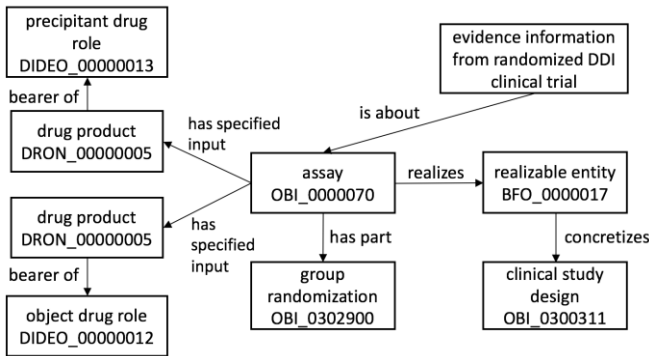 precipitant drug
role
DIDEO_00000013
evidence information
from randomized DDI
clinical trial
bearer of
is about
drug product
DRON_00000005
has specified
input
assay
OBI_0000070
realizes
realizable entity
BFO_0000017
drug product
DRON_00000005
has
specified
input
has part
concretizes
bearer of
group
randomization
OBI_0302900
clinical study
design
OBI_0300311
object drug role
DIDEO_00000012